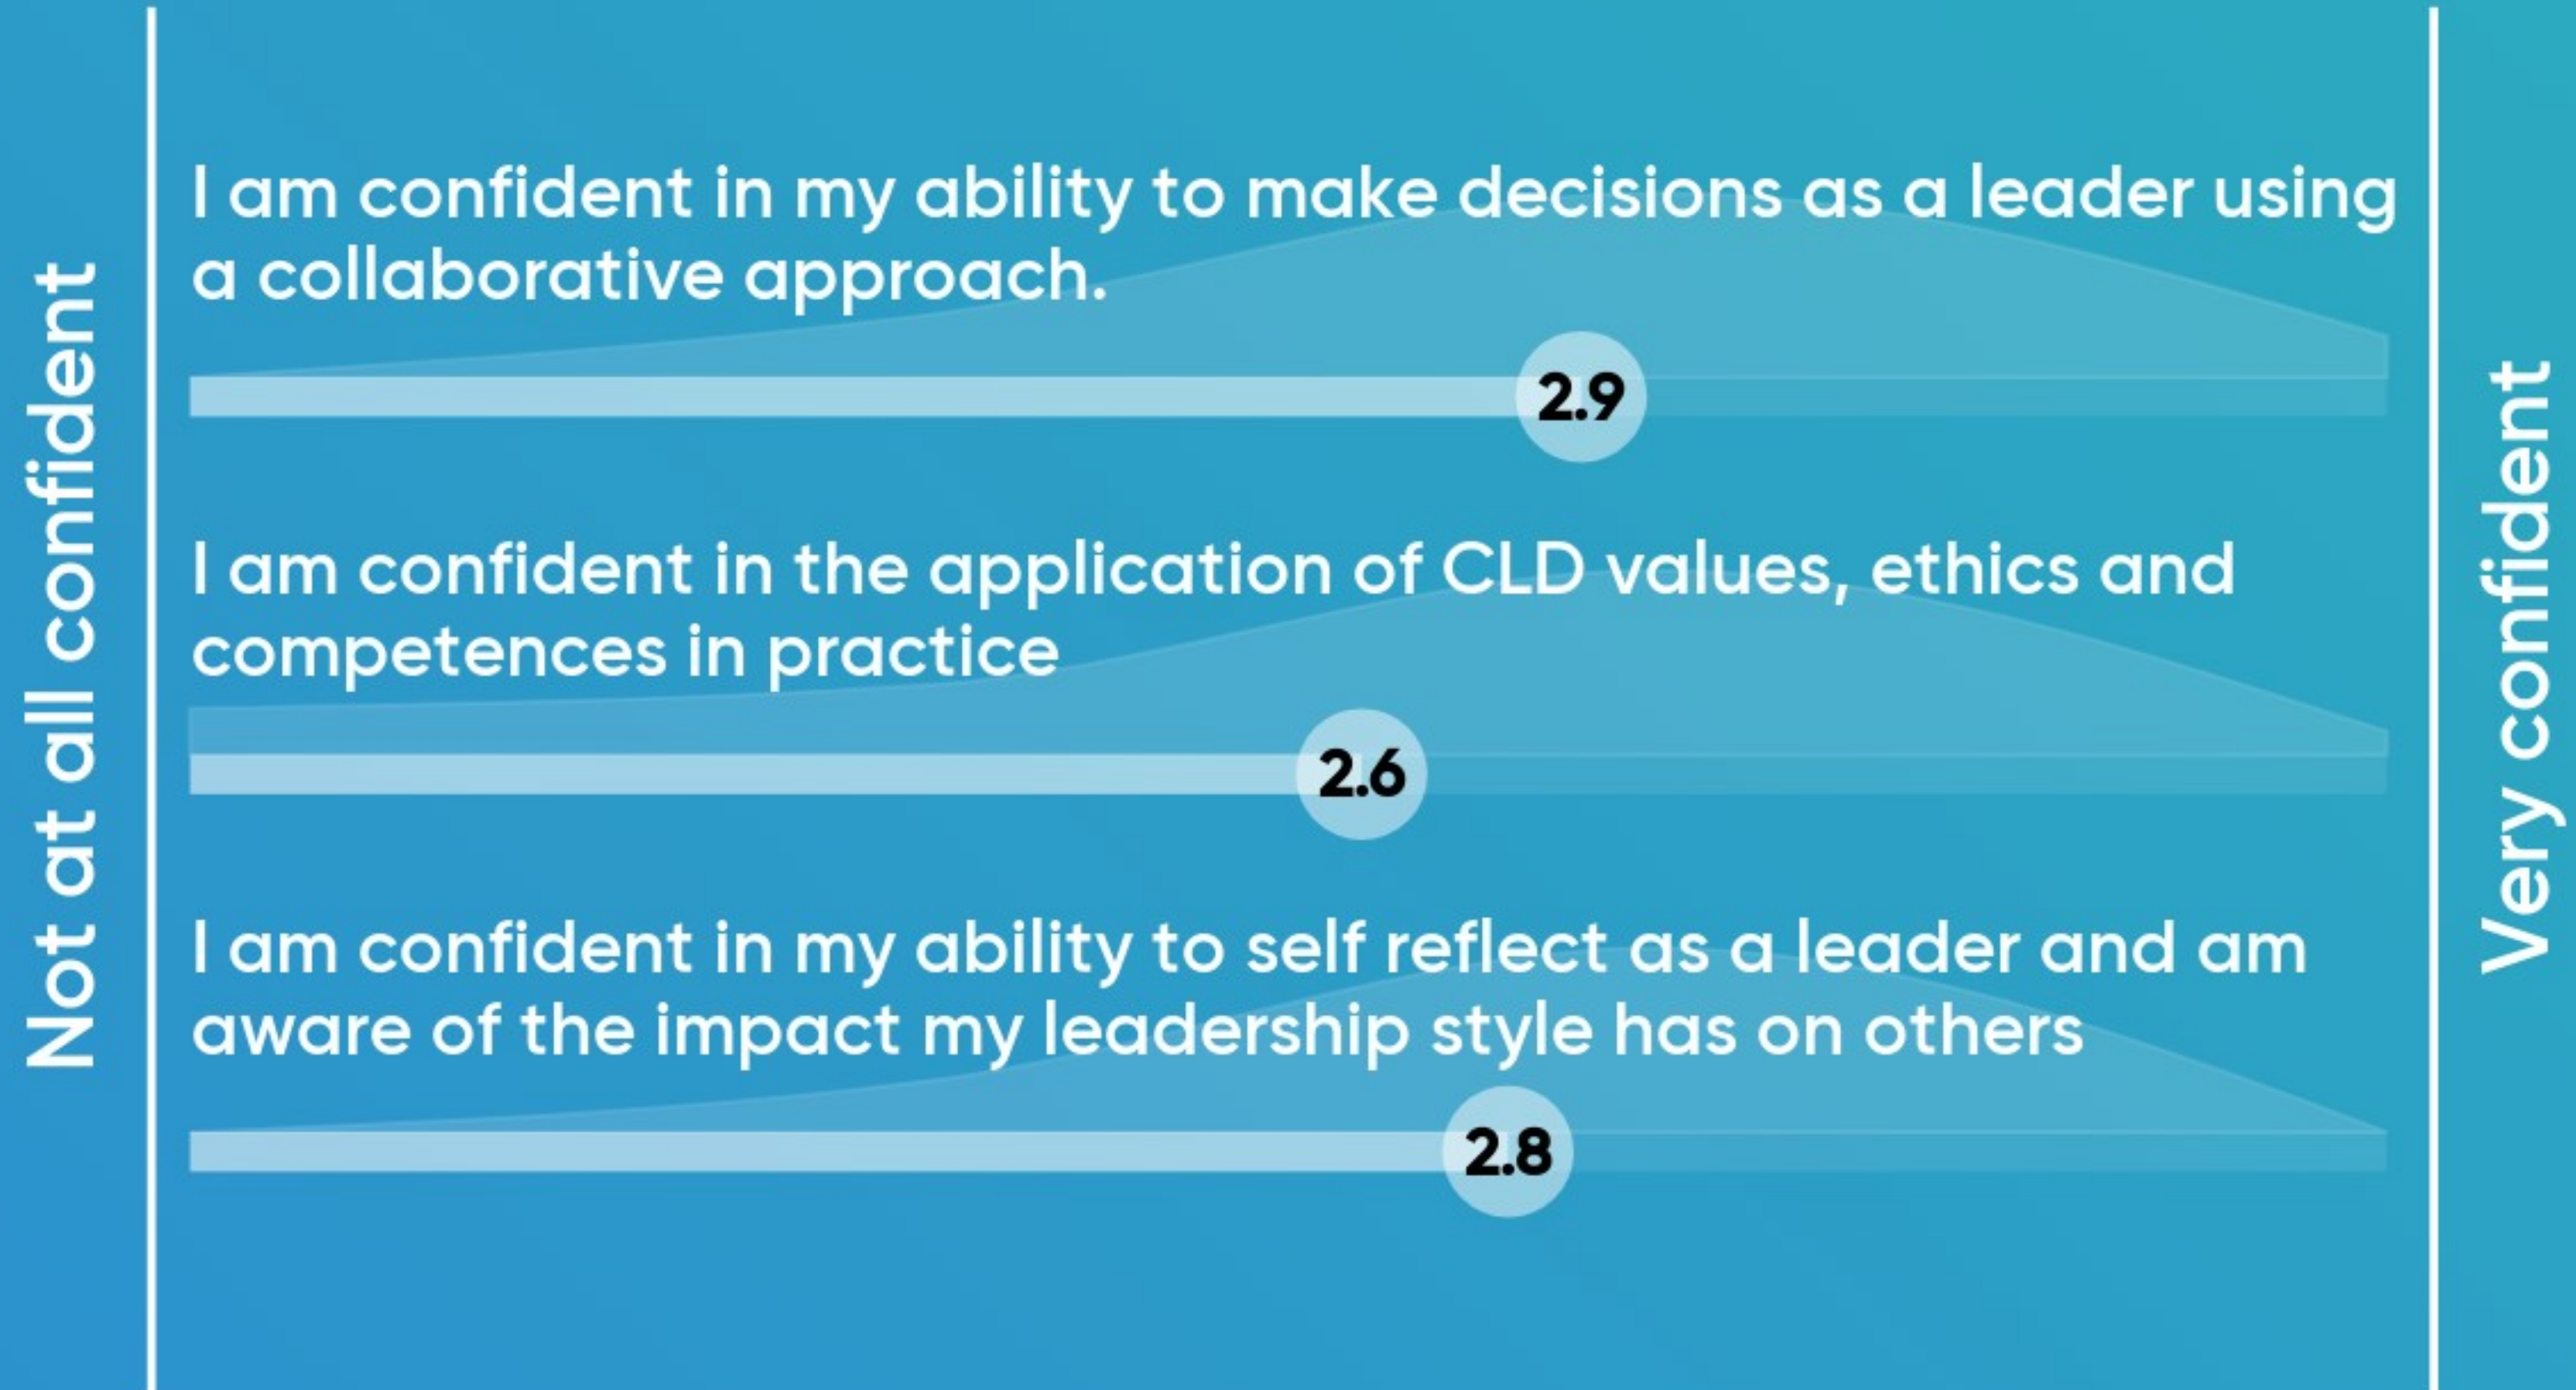 Not at all confident
I am confident in my ability to make decisions as a leader using
a collaborative approach.
2.9
I am confident in the application of CLD values, ethics and
competences in practice
2.6
I am confident in my ability to self reflect as a leader and am
aware of the impact my leadership style has on others
2.8
Very confident